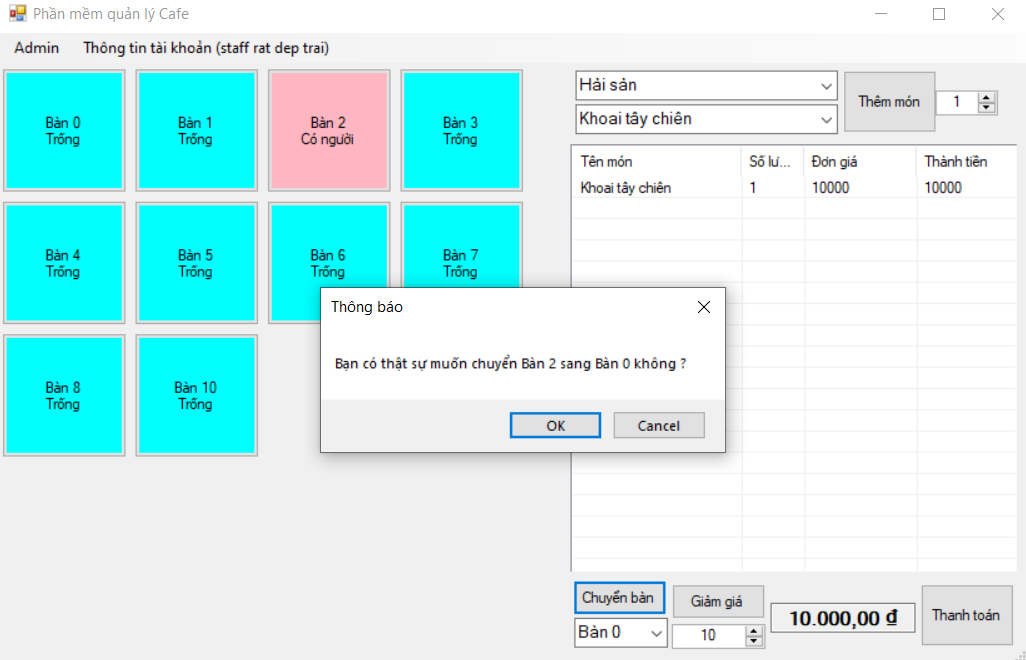 Phần mềm quản lý Cafe
Admin Thông tin tài khoản (staff rat dep trai)
Bàn 0
Trống
Bàn 1
Trống
Bàn 2
Có người
Bàn 3
Trống
Bàn 4
Trống
Bàn 5
Trống
Bàn 6
Trống
Bàn 7
Trống
Bàn 8
Trống
Bàn 10
Trống
Hải sản
Khoai tây chiên
Thêm món
1
Tên món Số lư... Đơn giá Thành tiền
Khoai tây chiên 1 10000 10000
Thông báo
Bạn có thật sự muốn chuyển Bàn 2 sang Bàn 0 không ?
OK Cancel
Chuyển bàn
Bàn 0
Giảm giá
10
10.000,00 ₫
Thanh toán